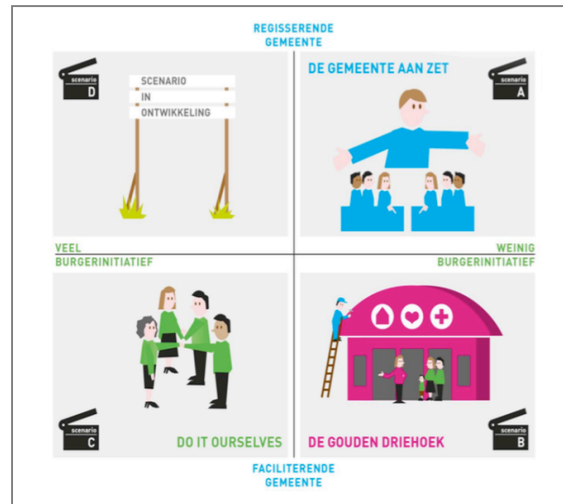 REGISSERENDE
GEMEENTE
scenario
D
SCENARIO
IN
ONTWIKKELING
DE GEMEENTE AAN ZET
scenario
A
VEEL
BURGERINITIATIEF
WEINIG
BURGERINITIATIEF
scenario
C
DO IT OURSELVES
DE GOUDEN DRIEHOEK
scenario
B
FACILITERENDE
GEMEENTE